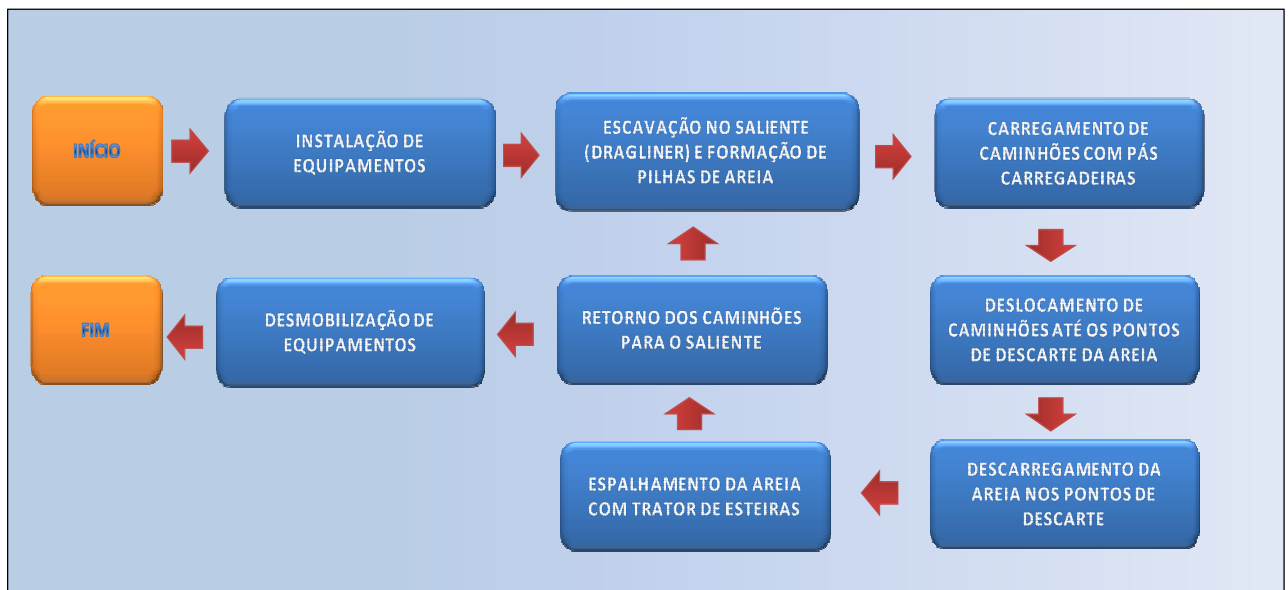 INÍCIO
INSTALAÇÃO DE
EQUIPAMENTOS
ESCAVAÇÃO NO SALIENTE
(DRAGLINER) E FORMAÇÃO DE
PILHAS DE AREIA
CARREGAMENTO DE
CAMINHÕES COM PÁS
CARREGADEIRAS
DESLOCAMENTO DE
CAMINHÕES ATÉ OS PONTOS
DE DESCARTE DA AREIA
DESCARREGAMENTO DA
AREIA NOS PONTOS DE
DESCARTE
ESPALHAMENTO DA AREIA
COM TRATOR DE ESTEIRAS
RETORNO DOS CAMINHÕES
PARA O SALIENTE
DESMOBILIZAÇÃO DE
EQUIPAMENTOS
FIM